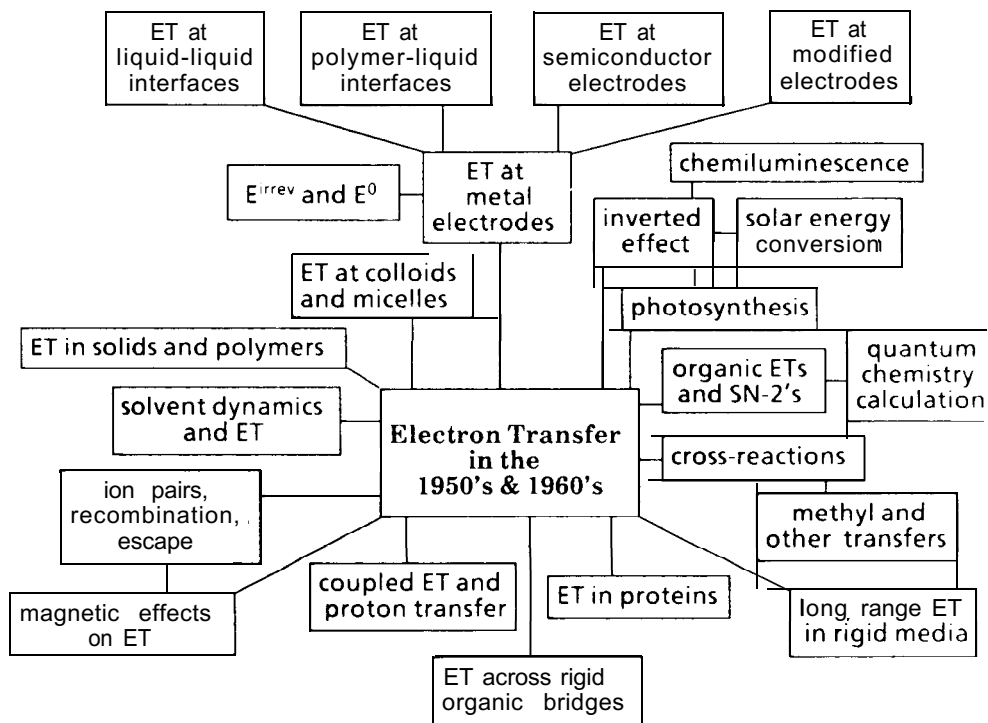 ET at
liquid-liquid
interfaces
ET at
polymer-liquid
interfaces
ET at
semiconductor
electrodes
ET at
modified
electrodes
E^irrev and E^0
ET at
metal
electrodes
chemiluminescence
inverted
effect
solar energy
conversion
ET at colloids
and micelles
photosynthesis
ET in solids and polymers
organic ETs
and SN-2's
quantum
chemistry
calculation
solvent dynamics
and ET
Electron Transfer
in the
1950's & 1960's
cross-reactions
ion pairs,
recombination,
escape
methyl and
other transfers
coupled ET and
proton transfer
ET in proteins
magnetic effects
on ET
long range ET
in rigid media
ET across rigid
organic bridges